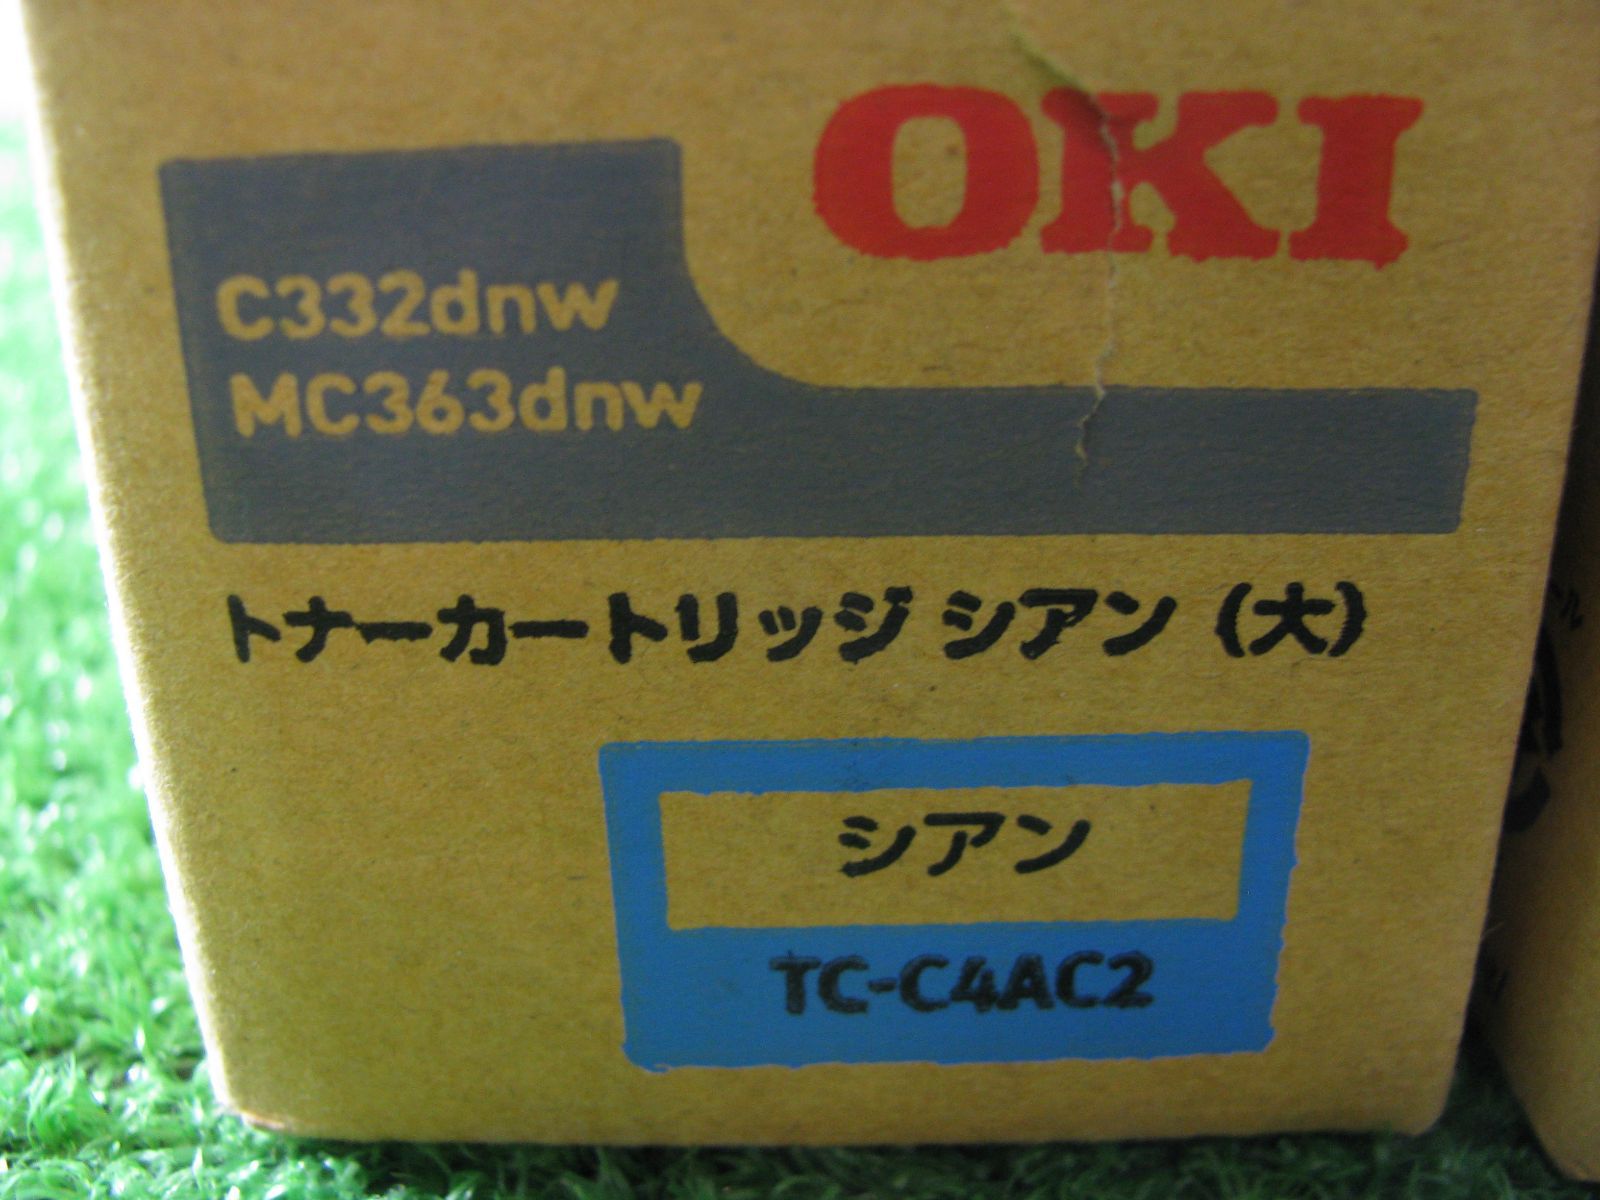 OKI
C332dnw
MC363dnw
トナーカートリッジ シアン (大)
シアン
TC-C4AC2